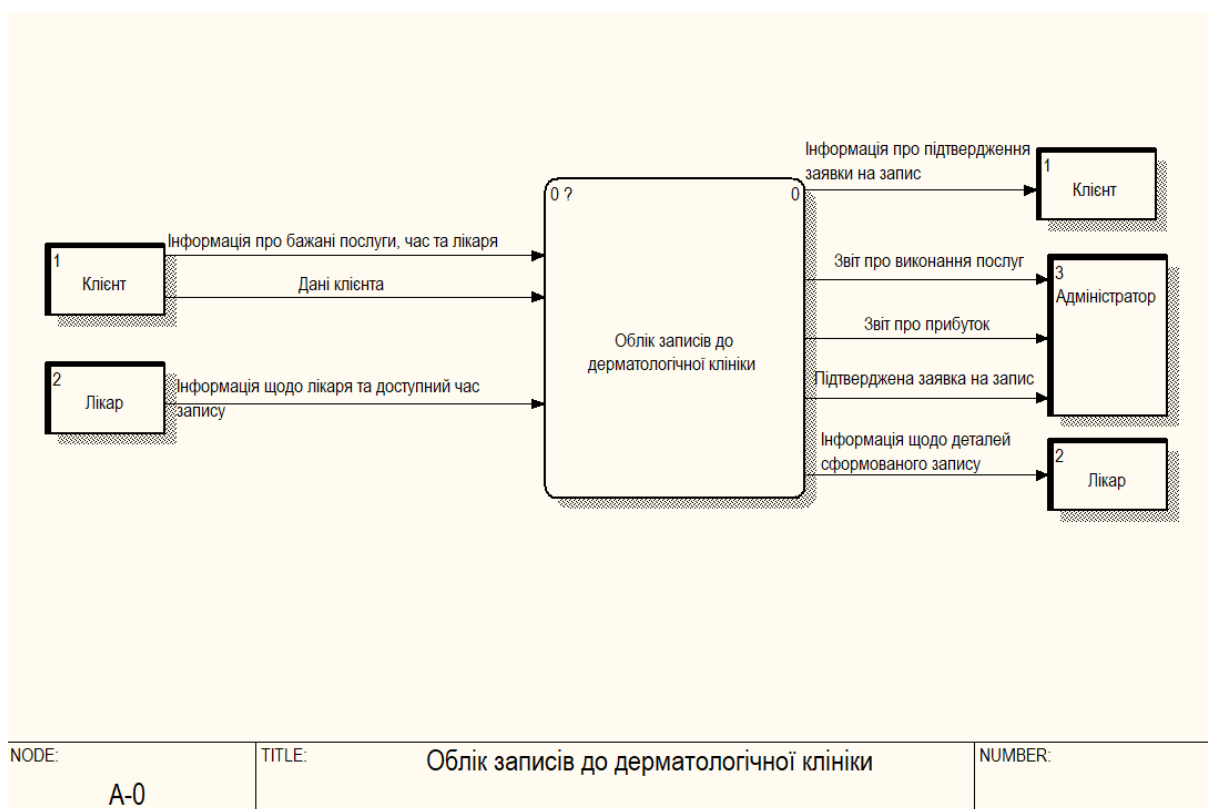 Інформація про підтвердження
заявки на запис
1
Клієнт
0 ?
0
Інформація про бажані послуги, час та лікаря
1
Клієнт
Дані клієнта
Звіт про виконання послуг
3
Адміністратор
Звіт про прибуток
Облік записів до
дерматологічної клініки
2
Лікар
Інформація щодо лікаря та доступний час
запису
Підтверджена заявка на запис
Інформація щодо деталей
сформованого запису
2
Лікар
NODE:
A-0
TITLE:
Облік записів до дерматологічної клініки
NUMBER: